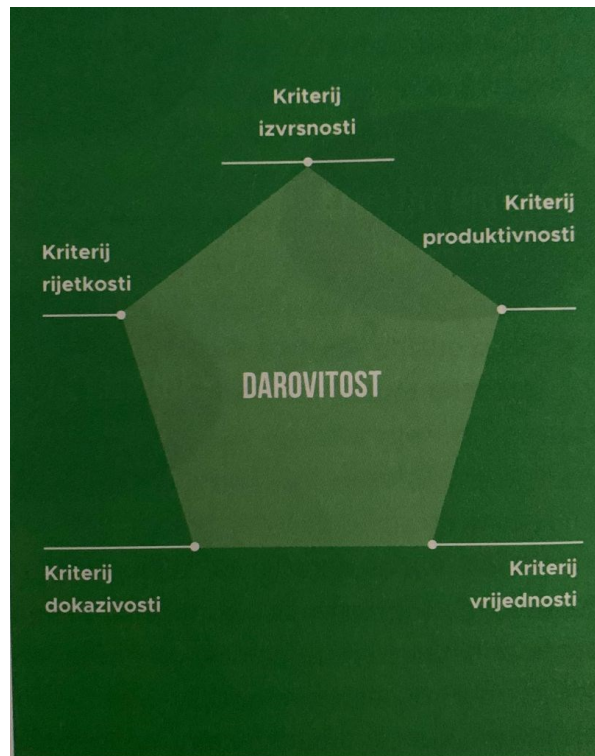 Kriterij
izvrsnosti
Kriterij
produktivnosti
Kriterij
rijetkosti
DAROVITOST
Kriterij
dokazivosti
Kriterij
vrijednosti